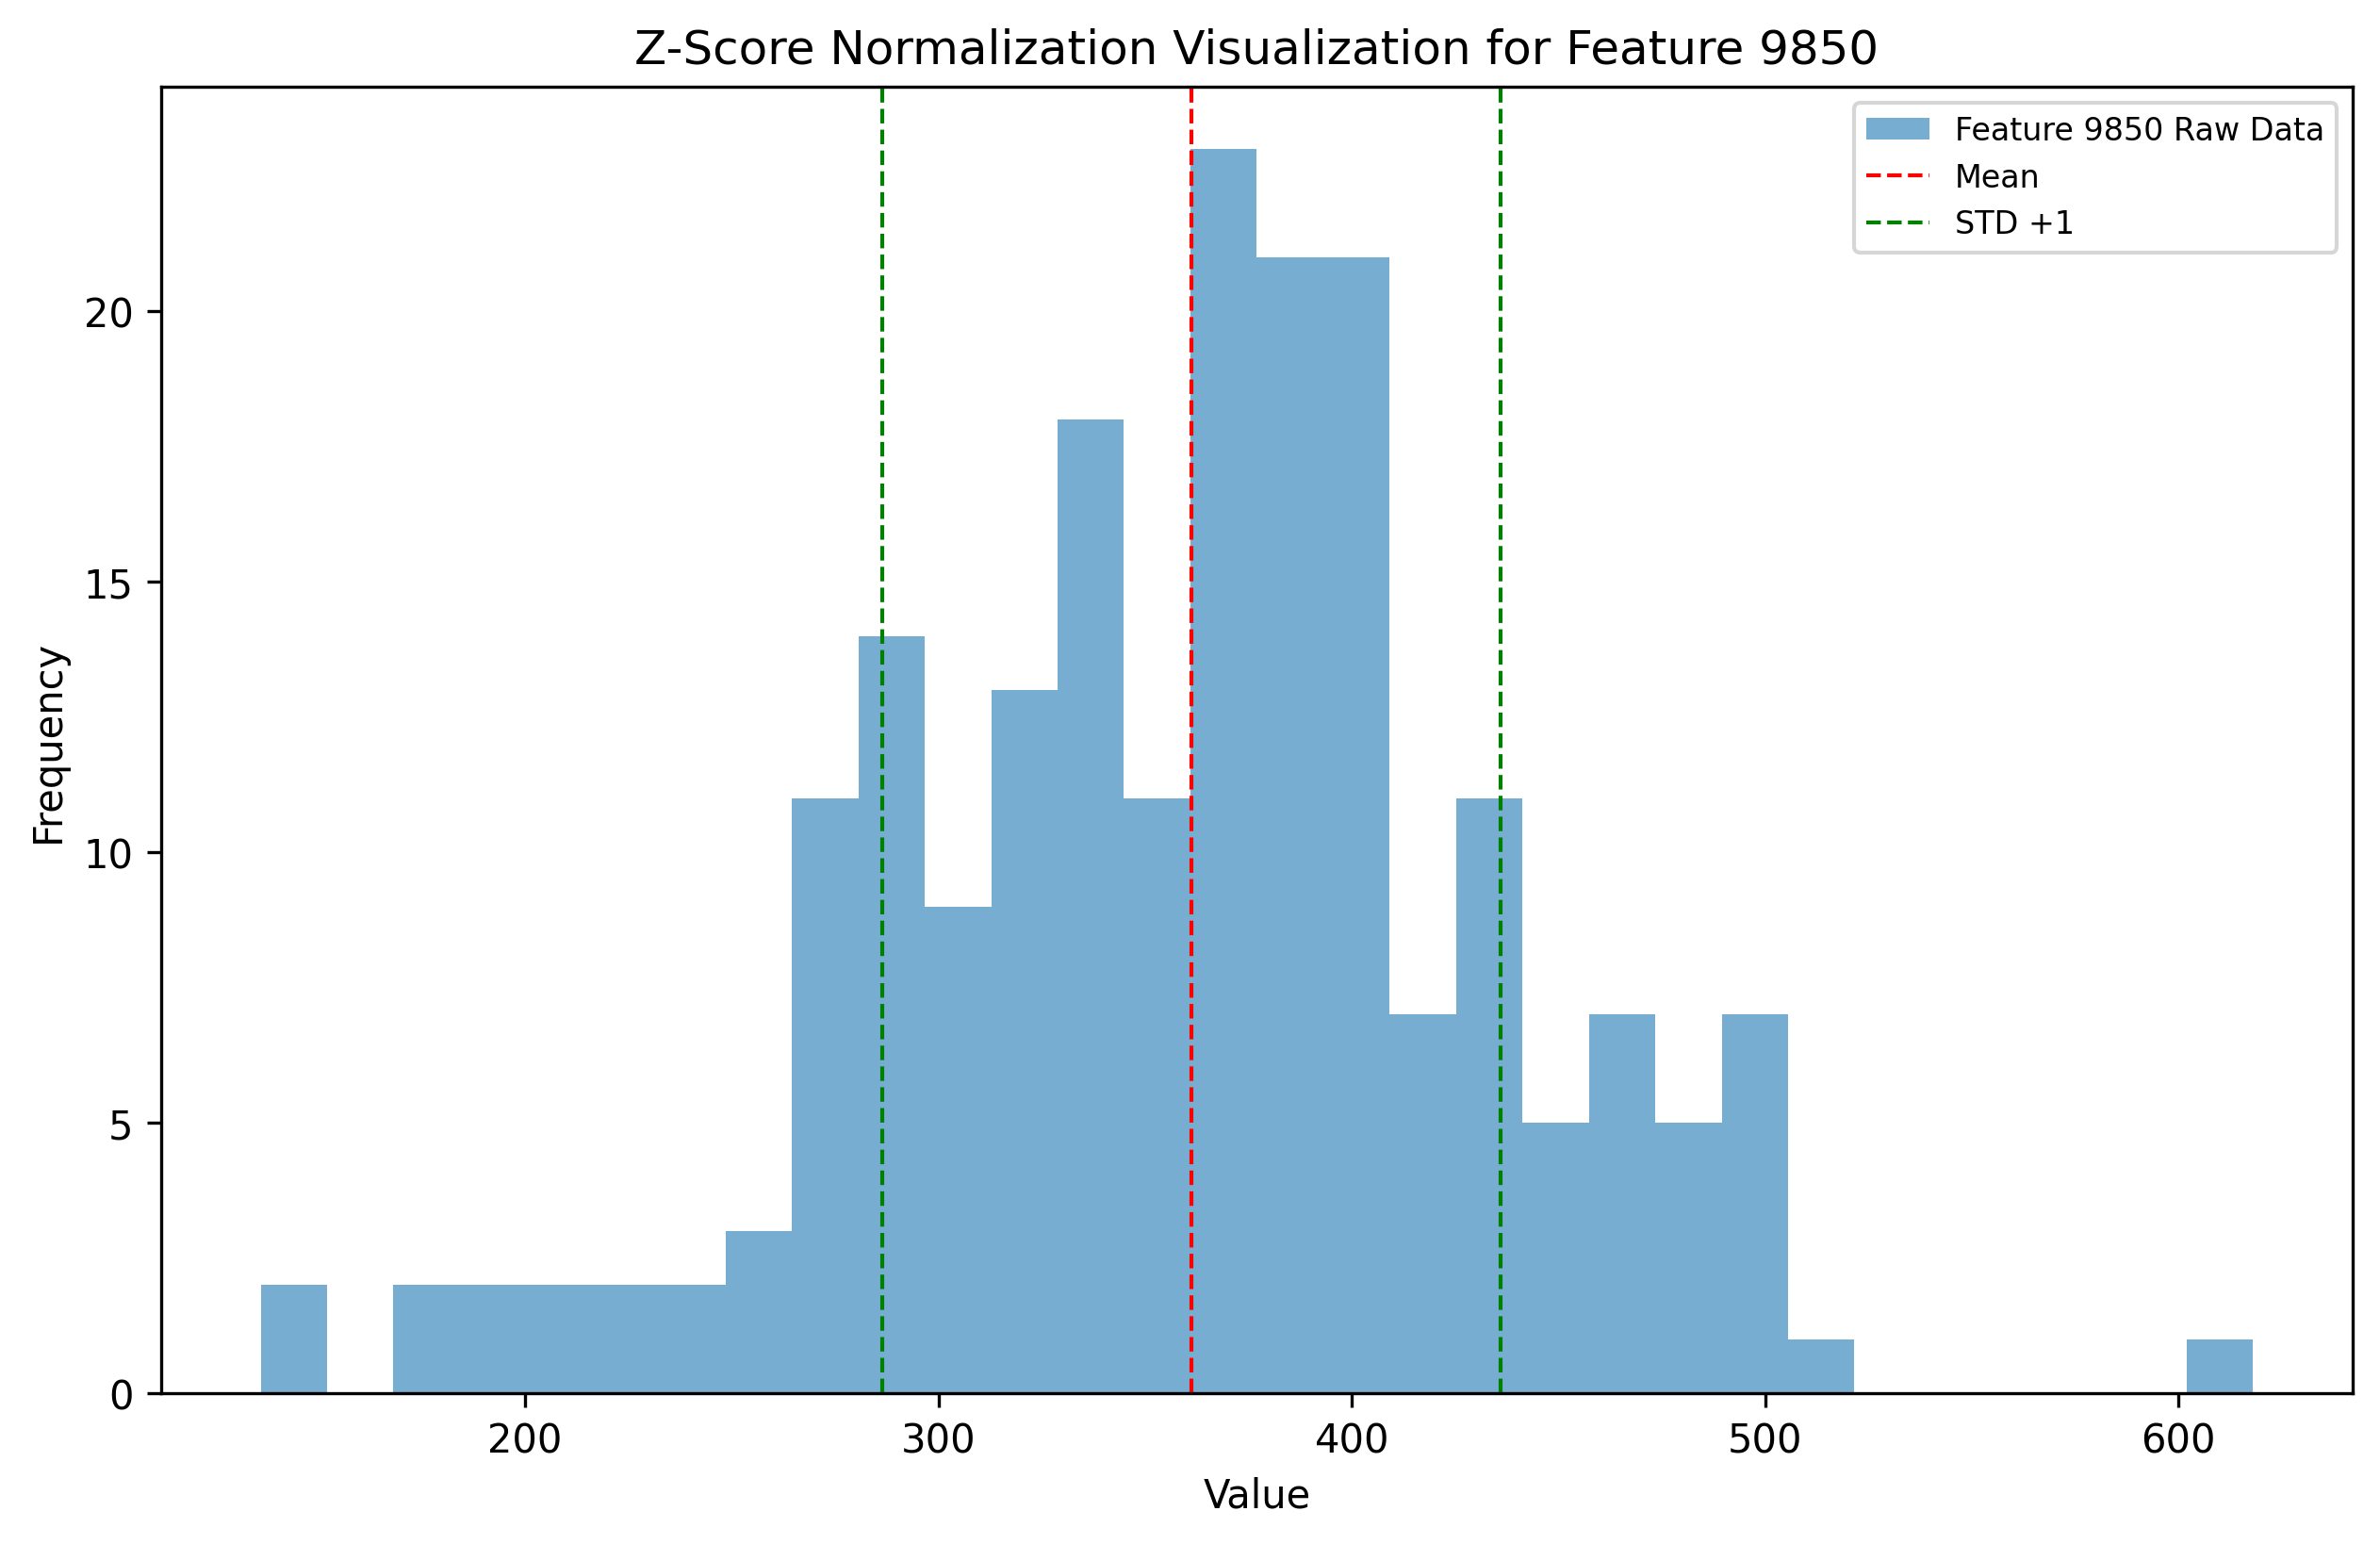 Z-Score Normalization Visualization for Feature 9850
Feature 9850 Raw Data
Mean
STD +1
20
15
10
5
0
Frequency
200 300 400 500 600
Value